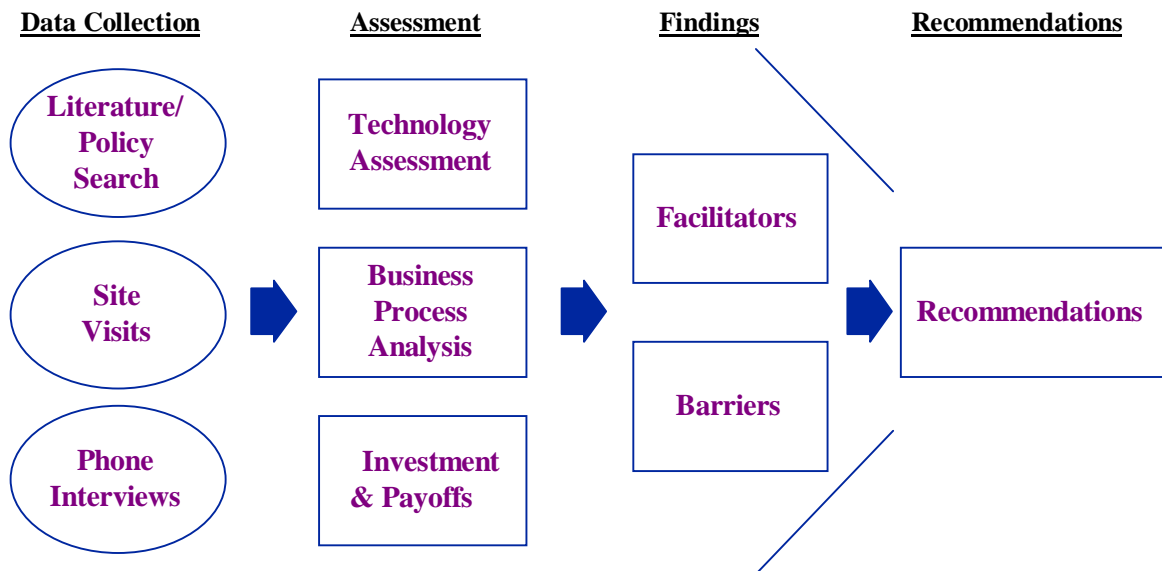 Data Collection
Assessment
Findings
Recommendations
Literature/
Policy
Search
Site
Visits
Phone
Interviews
Technology
Assessment
Business
Process
Analysis
Investment
& Payoffs
Facilitators
Barriers
Recommendations